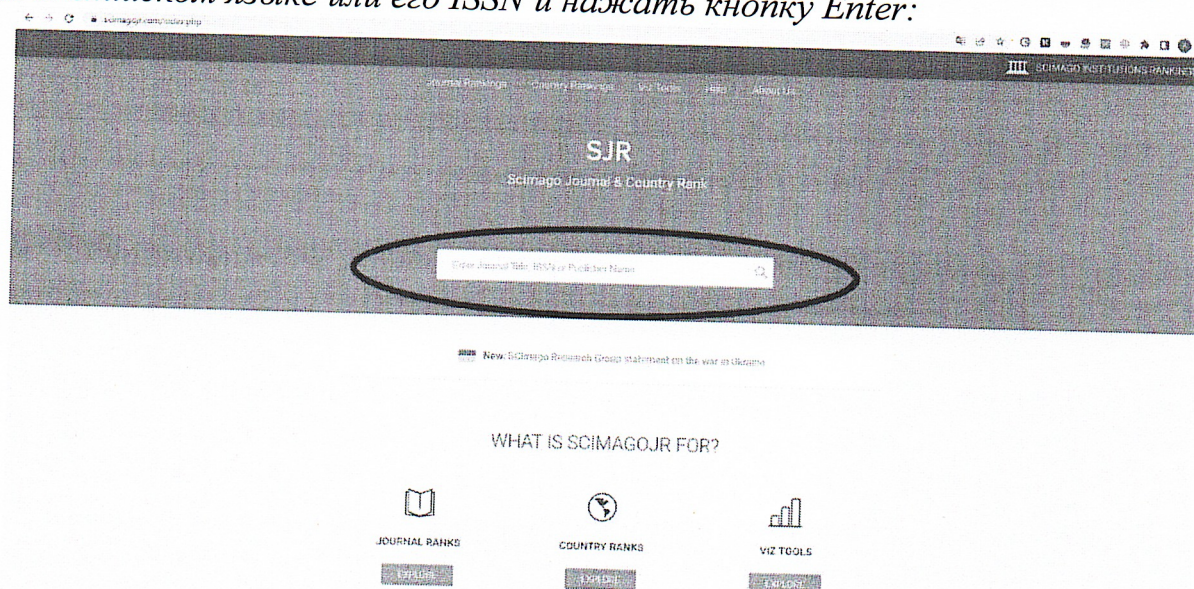 языке или его ISSN и нажать кнопку Enter:
scimagojr.com/index.php
SCIMAGO INSTITUTIONS RANKINGS
Journal Rankings Country Rankings Viz Tools Help About Us
SJR
Scimago Journal & Country Rank
Enter Journal Title, ISSN or Publisher Name
New: SCImago Research Group statement on the war in Ukraine
WHAT IS SCIMAGOJR FOR?
JOURNAL RANKS COUNTRY RANKS VIZ TOOLS
EXPLORE EXPLORE EXPLORE